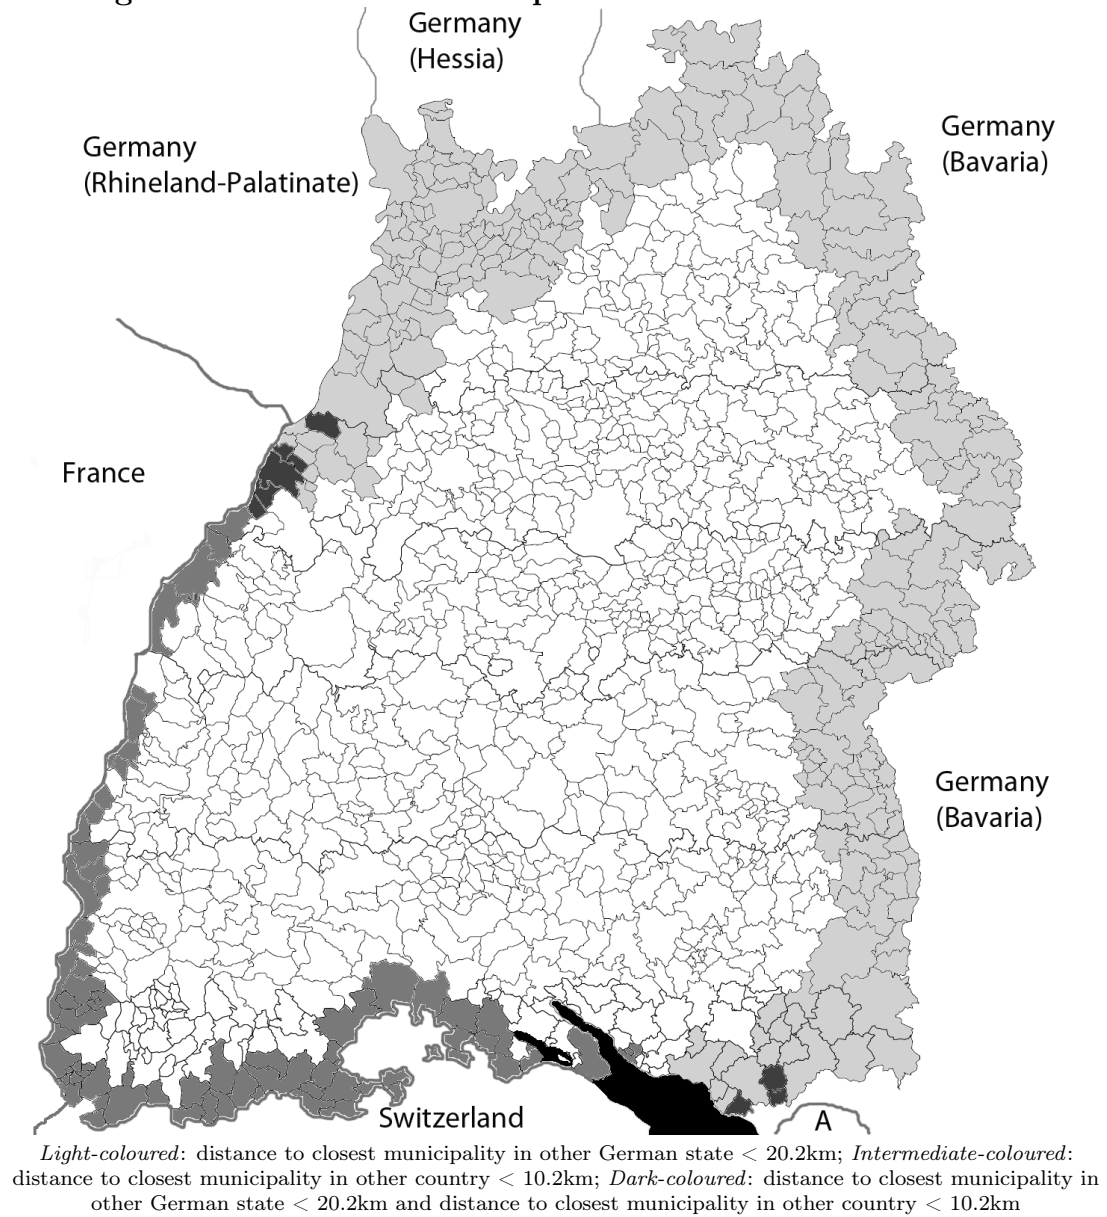 Germany
(Hessia)
Germany
(Bavaria)
Germany
(Rhineland-Palatinate)
France
Germany
(Bavaria)
Switzerland
A
Light-coloured: distance to closest municipality in other German state < 20.2km; Intermediate-coloured:
distance to closest municipality in other country < 10.2km; Dark-coloured: distance to closest municipality in
other German state < 20.2km and distance to closest municipality in other country < 10.2km